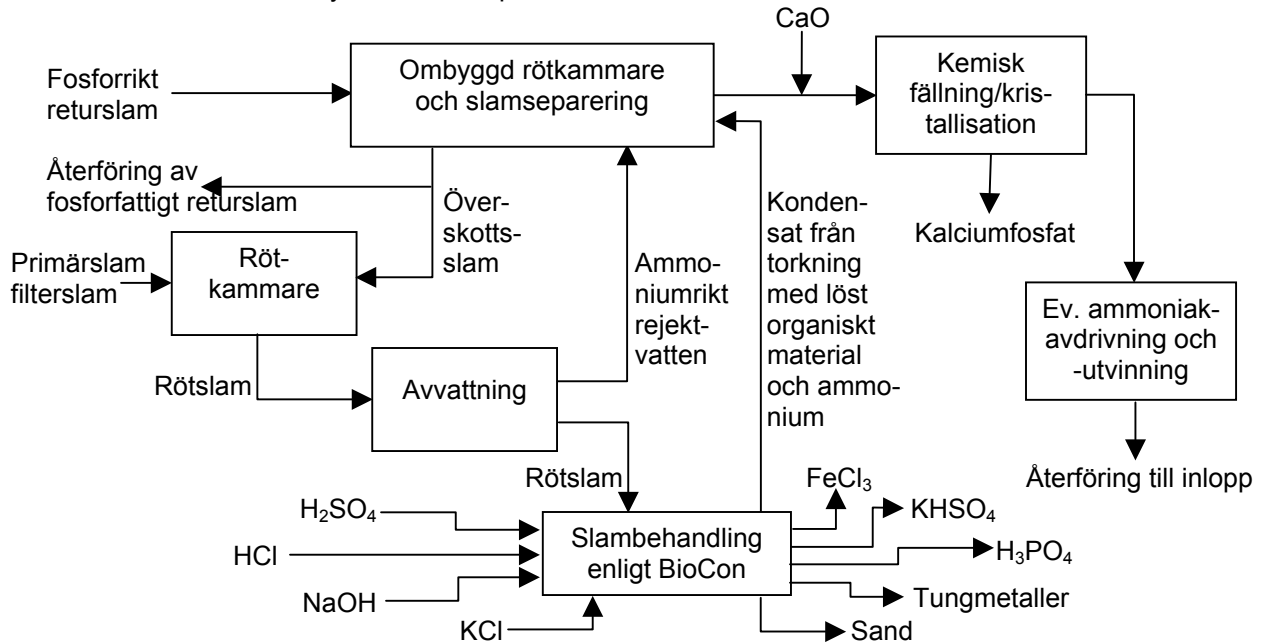 CaO
Fosforrikt
returslam
Ombyggd rötkammare
och slamseparering
Kemisk
fällning/kris-
tallisation
Återföring av
fosforfattigt returslam
Över-
skotts-
slam
Primärslam
filterslam
Röt-
kammare
Ammo-
niumrikt
rejekt-
vatten
Konden-
sat från
torkning
med löst
organiskt
material
och ammo-
nium
Kalciumfosfat
Ev. ammoniak-
avdrivning och
-utvinning
Rötslam
Avvattning
Återföring till inlopp
Rötslam
H₂SO₄
HCl
NaOH
KCl
Slambehandling
enligt BioCon
FeCl₃
KHSO₄
H₃PO₄
Tungmetaller
Sand